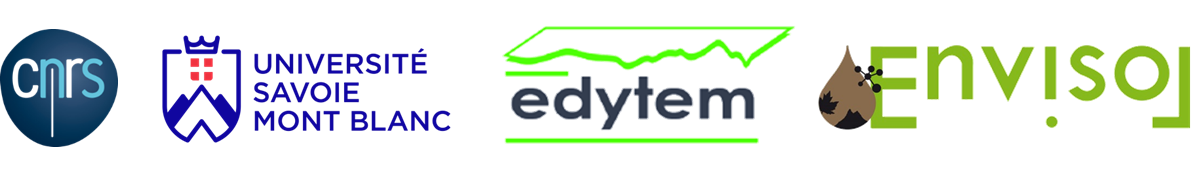 cnrs
UNIVERSITÉ
SAVOIE
MONT BLANC
edytem
Envisol